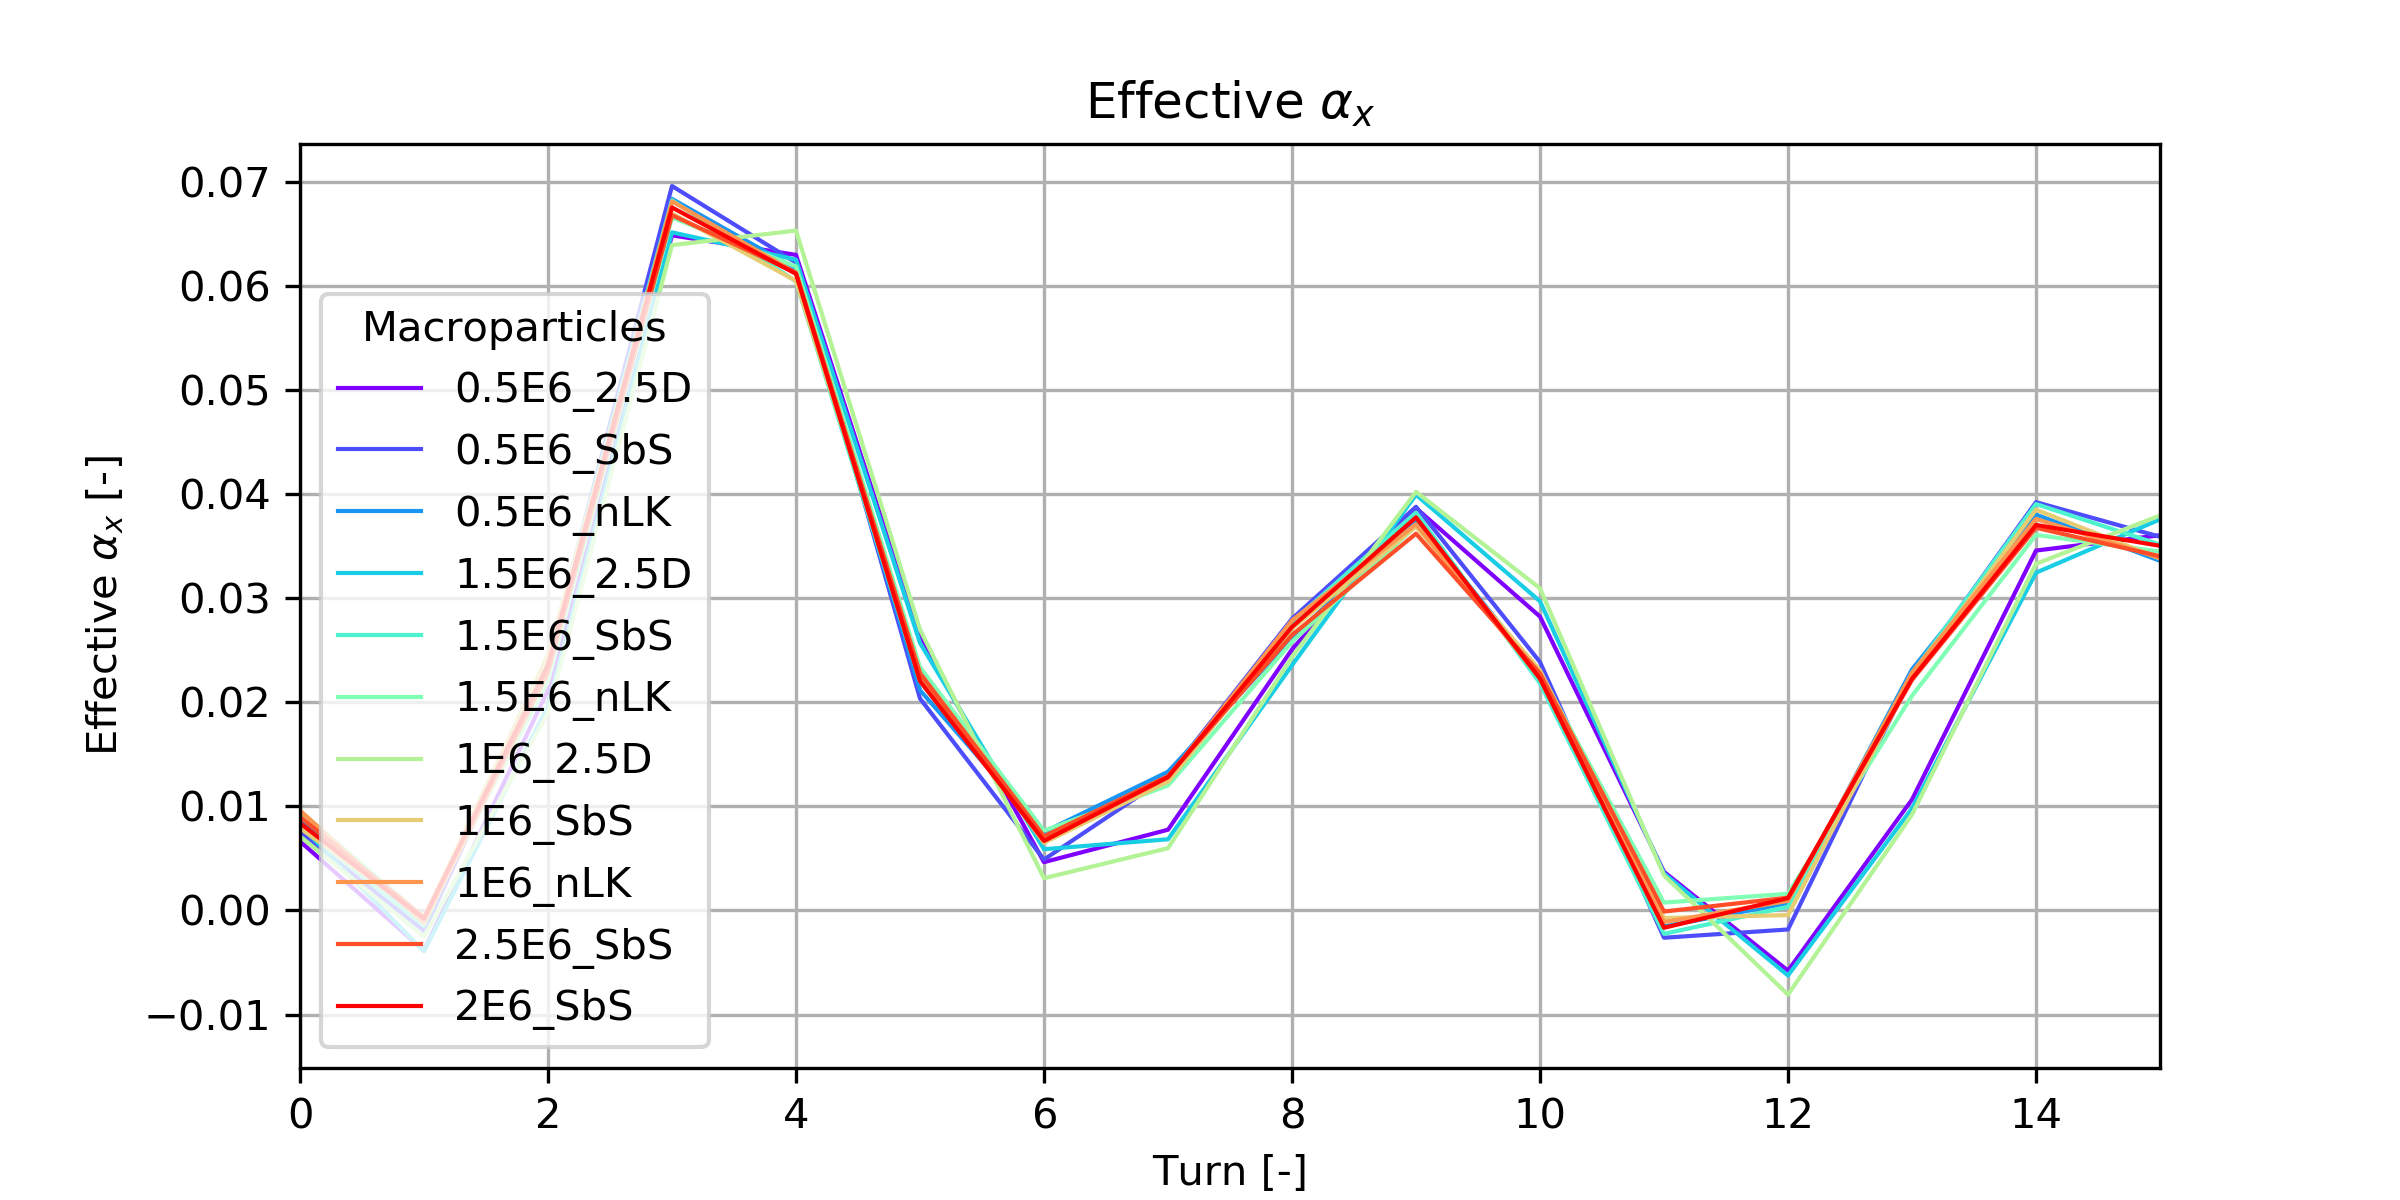 Effective αx
Effective αx [-]
0.07
0.06
0.05
0.04
0.03
0.02
0.01
0.00
−0.01
Macroparticles
0.5E6_2.5D
0.5E6_SbS
0.5E6_nLK
1.5E6_2.5D
1.5E6_SbS
1.5E6_nLK
1E6_2.5D
1E6_SbS
1E6_nLK
2.5E6_SbS
2E6_SbS
0 2 4 6 8 10 12 14
Turn [-]